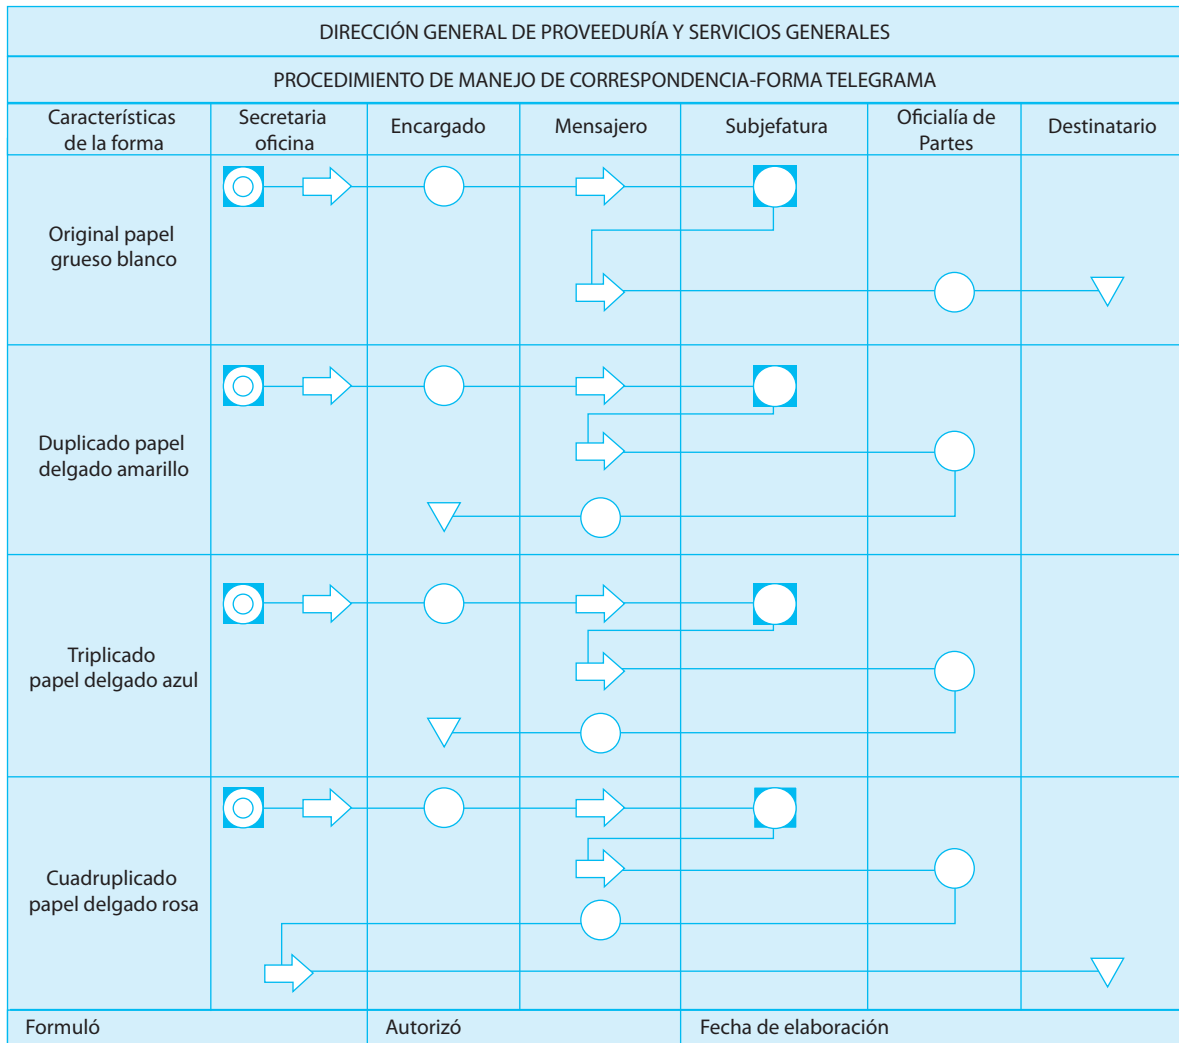 DIRECCIÓN GENERAL DE PROVEEDURÍA Y SERVICIOS GENERALES
PROCEDIMIENTO DE MANEJO DE CORRESPONDENCIA-FORMA TELEGRAMA
Características
de la forma
Secretaria
oficina
Encargado
Mensajero
Subjefatura
Oficialía de
Partes
Destinatario
Original papel
grueso blanco
Duplicado papel
delgado amarillo
Triplicado
papel delgado azul
Cuadruplicado
papel delgado rosa
Formuló
Autorizó
Fecha de elaboración